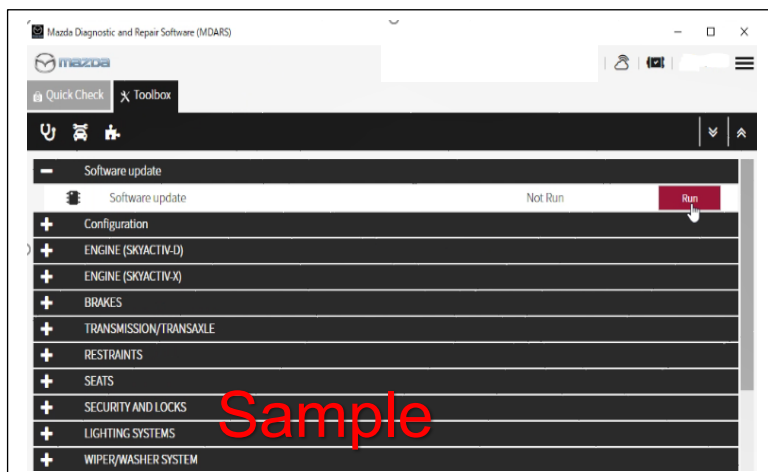 Mazda Diagnostic and Repair Software (MDARS)
mazda
Quick Check Toolbox
Software update
Software update Not Run Run
Configuration
ENGINE (SKYACTIV-D)
ENGINE (SKYACTIV-X)
BRAKES
TRANSMISSION/TRANSAXLE
RESTRAINTS
SEATS
SECURITY AND LOCKS
Sample
LIGHTING SYSTEMS
WIPER/WASHER SYSTEM